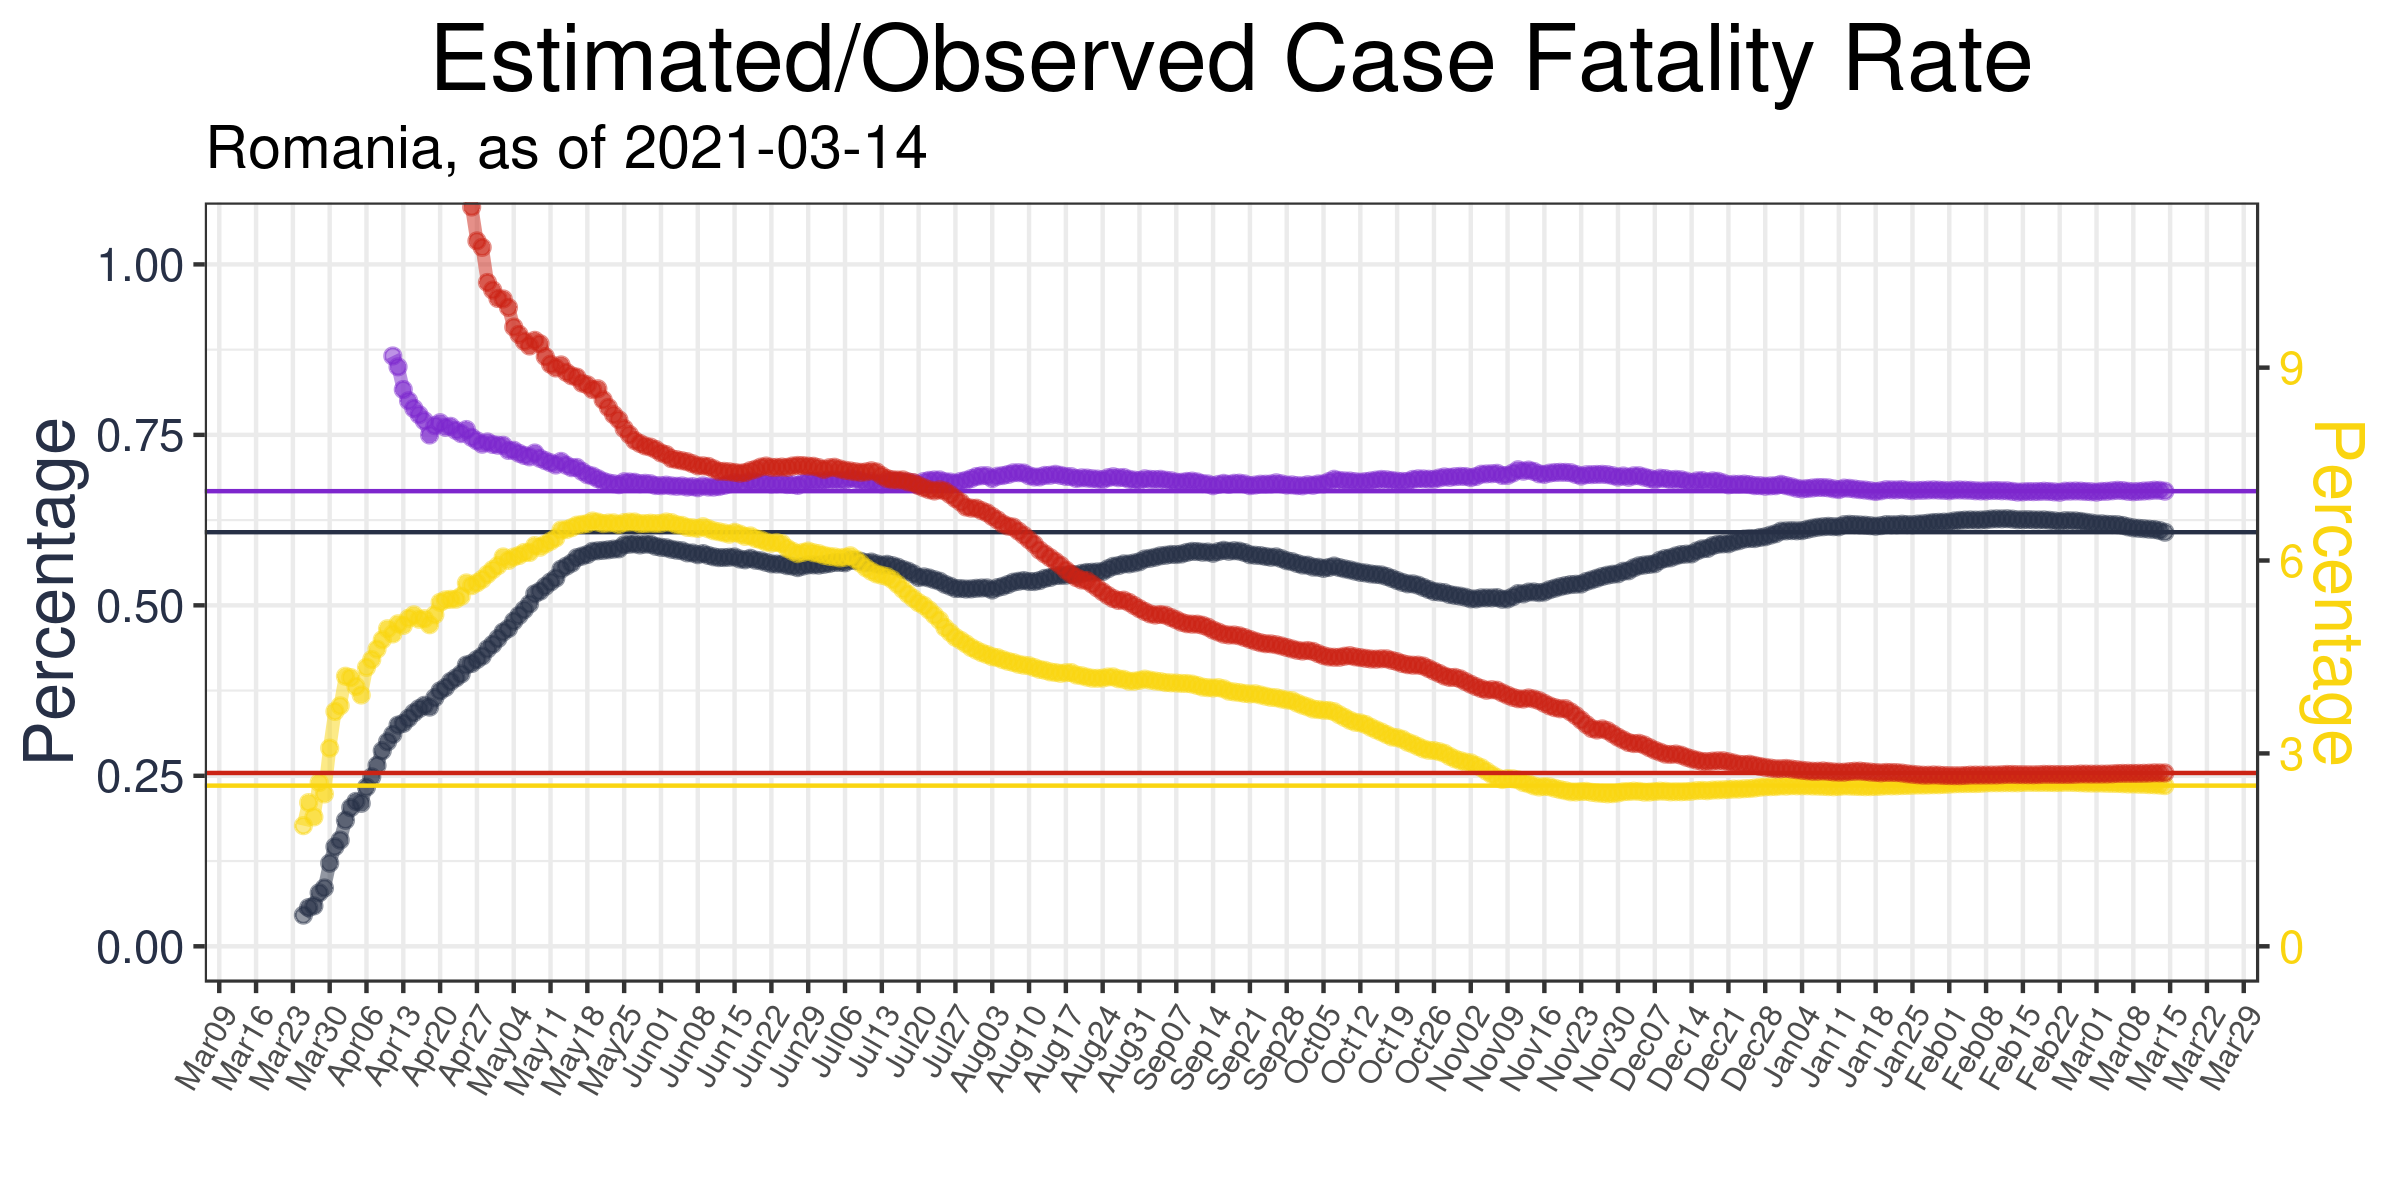 Estimated/Observed Case Fatality Rate
Romania, as of 2021-03-14
Percentage
1.00
0.75
0.50
0.25
0.00
9
6
3
0
Percentage
Mar09
Mar16
Mar23
Mar30
Apr06
Apr13
Apr20
Apr27
May04
May11
May18
May25
Jun01
Jun08
Jun15
Jun22
Jun29
Jul06
Jul13
Jul20
Jul27
Aug03
Aug10
Aug17
Aug24
Aug31
Sep07
Sep14
Sep21
Sep28
Oct05
Oct12
Oct19
Oct26
Nov02
Nov09
Nov16
Nov23
Nov30
Dec07
Dec14
Dec21
Dec28
Jan04
Jan11
Jan18
Jan25
Feb01
Feb08
Feb15
Feb22
Mar01
Mar08
Mar15
Mar22
Mar29